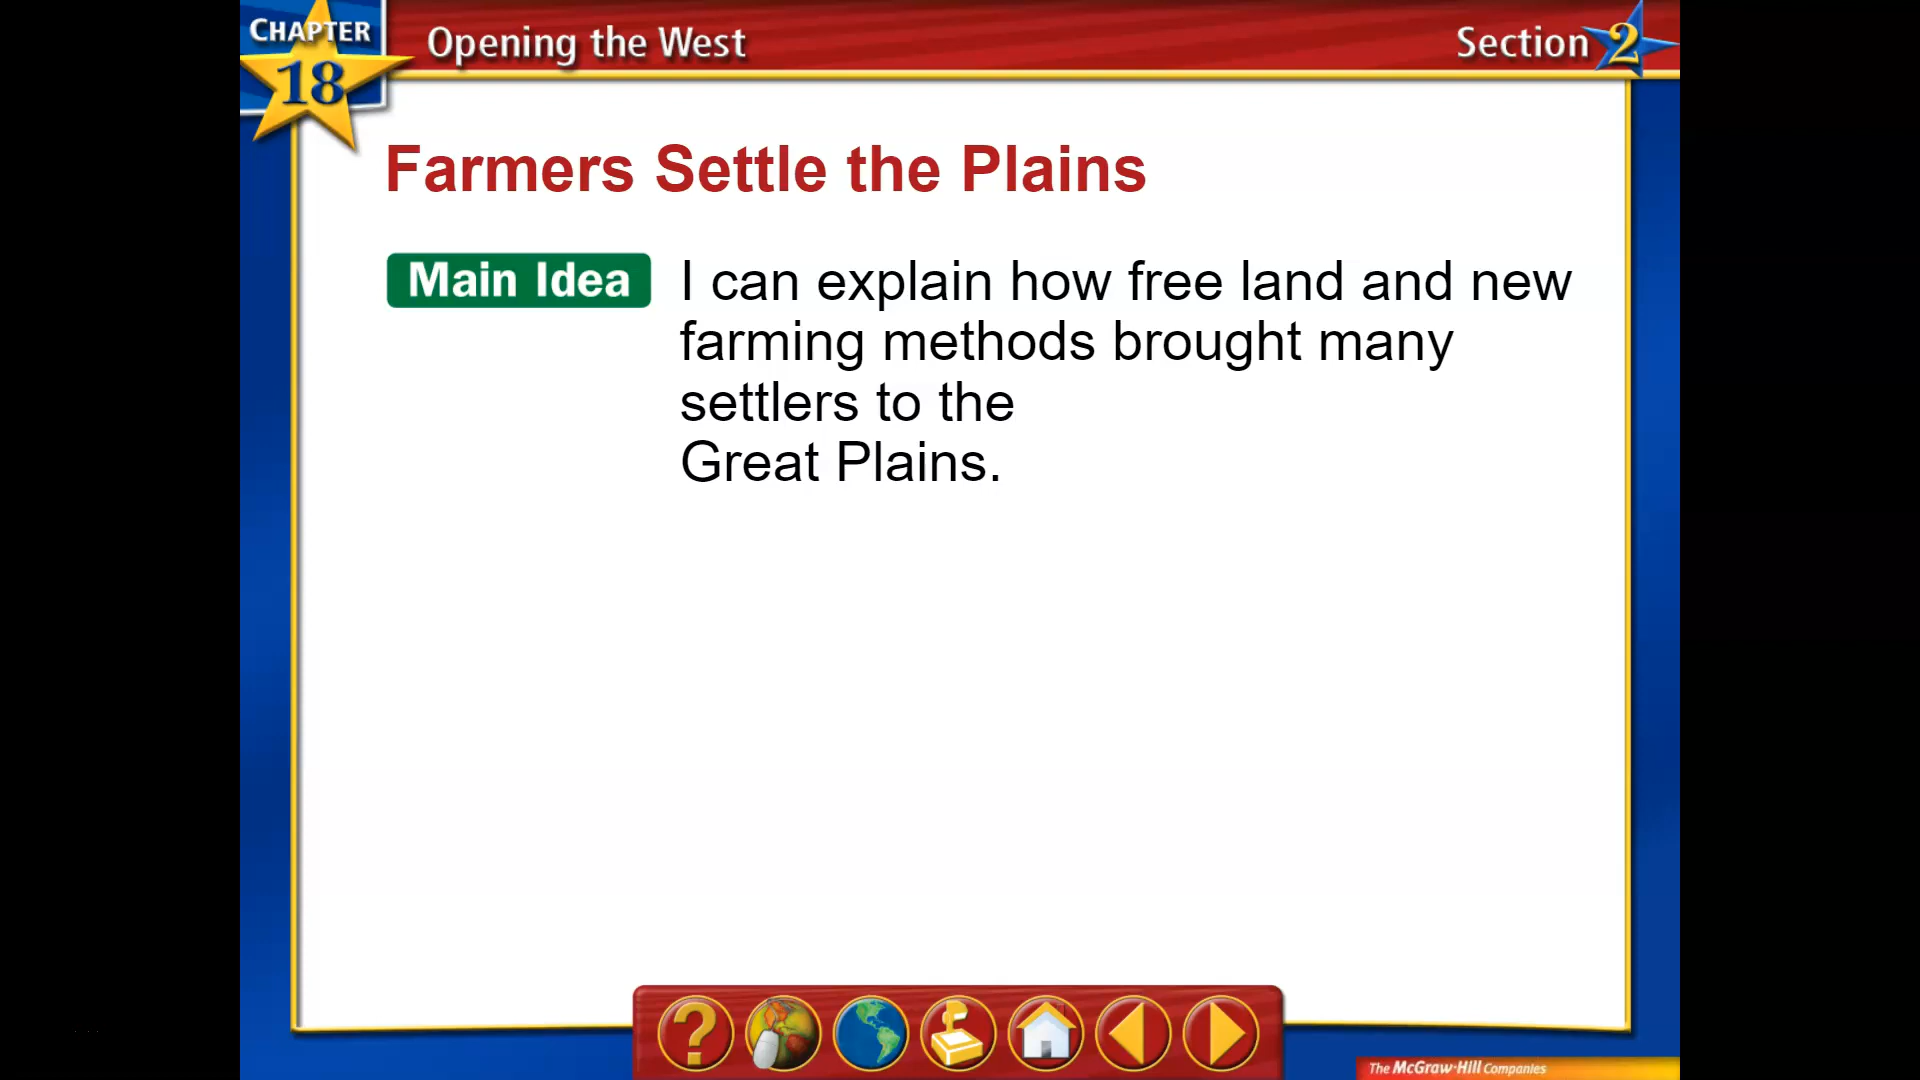 CHAPTER
18
Opening the West
Section 2
Farmers Settle the Plains
Main Idea
I can explain how free land and new
farming methods brought many
settlers to the
Great Plains.
?
The McGraw-Hill Companies